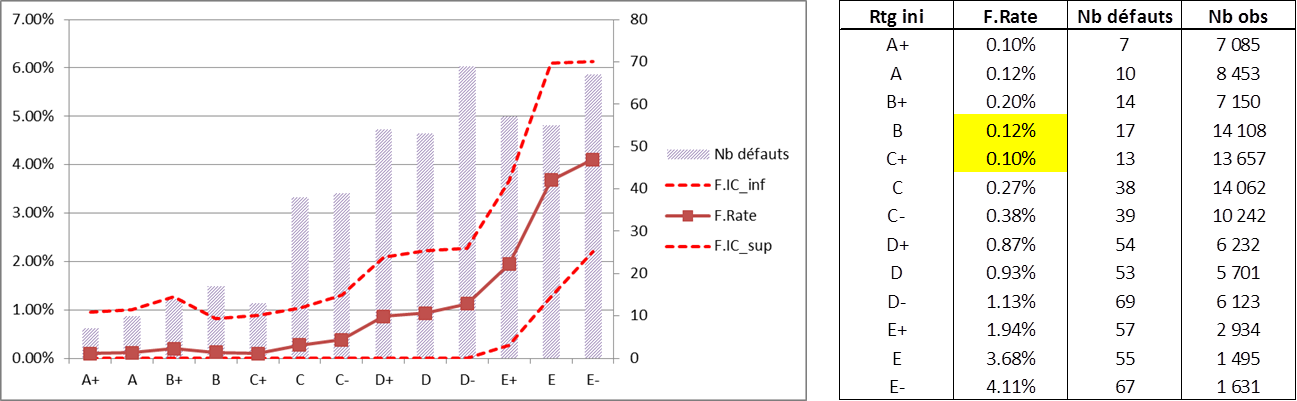 7.00%
6.00%
5.00%
4.00%
3.00%
2.00%
1.00%
0.00%
80
70
60
50
40
30
20
10
0
A+ A B+ B C+ C C- D+ D D- E+ E E-
Nb défauts
F.IC_inf
F.Rate
F.IC_sup
Rtg ini F.Rate Nb défauts Nb obs
A+ 0.10% 7 7 085
A 0.12% 10 8 453
B+ 0.20% 14 7 150
B 0.12% 17 14 108
C+ 0.10% 13 13 657
C 0.27% 38 14 062
C- 0.38% 39 10 242
D+ 0.87% 54 6 232
D 0.93% 53 5 701
D- 1.13% 69 6 123
E+ 1.94% 57 2 934
E 3.68% 55 1 495
E- 4.11% 67 1 631